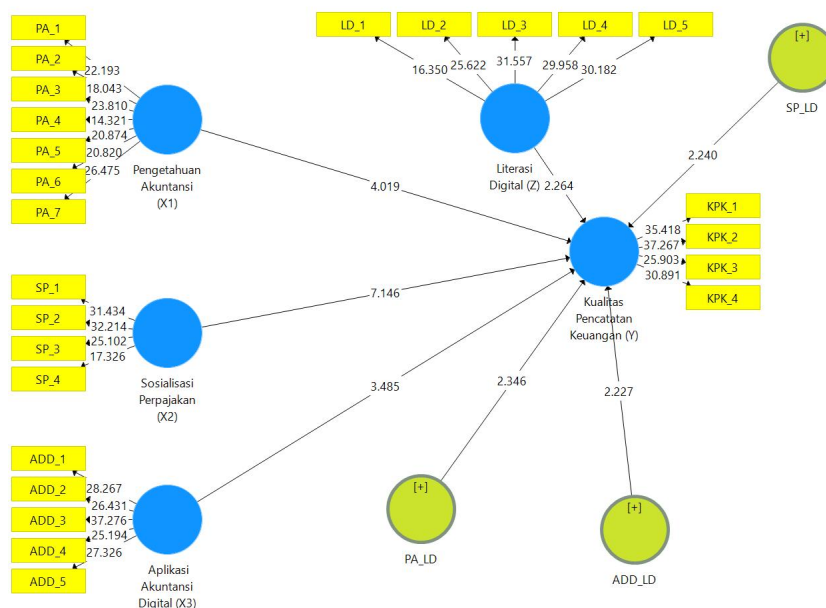 PA_1
PA_2
PA_3
PA_4
PA_5
PA_6
PA_7
22.193
18.043
23.810
14.321
20.874
20.820
26.475
Pengetahuan
Akuntansi
(X1)
LD_1
LD_2
LD_3
LD_4
LD_5
16.350
25.622
31.557
29.958
30.182
Literasi
Digital (Z)
[+]
SP_LD
4.019
2.264
2.240
SP_1
SP_2
SP_3
SP_4
31.434
32.214
25.102
17.326
Sosialisasi
Perpajakan
(X2)
7.146
Kualitas
Pencatatan
Keuangan (Y)
35.418
37.267
25.903
30.891
KPK_1
KPK_2
KPK_3
KPK_4
3.485
2.346
2.227
ADD_1
ADD_2
ADD_3
ADD_4
ADD_5
28.267
26.431
37.276
25.194
27.326
Aplikasi
Akuntansi
Digital (X3)
[+]
PA_LD
[+]
ADD_LD